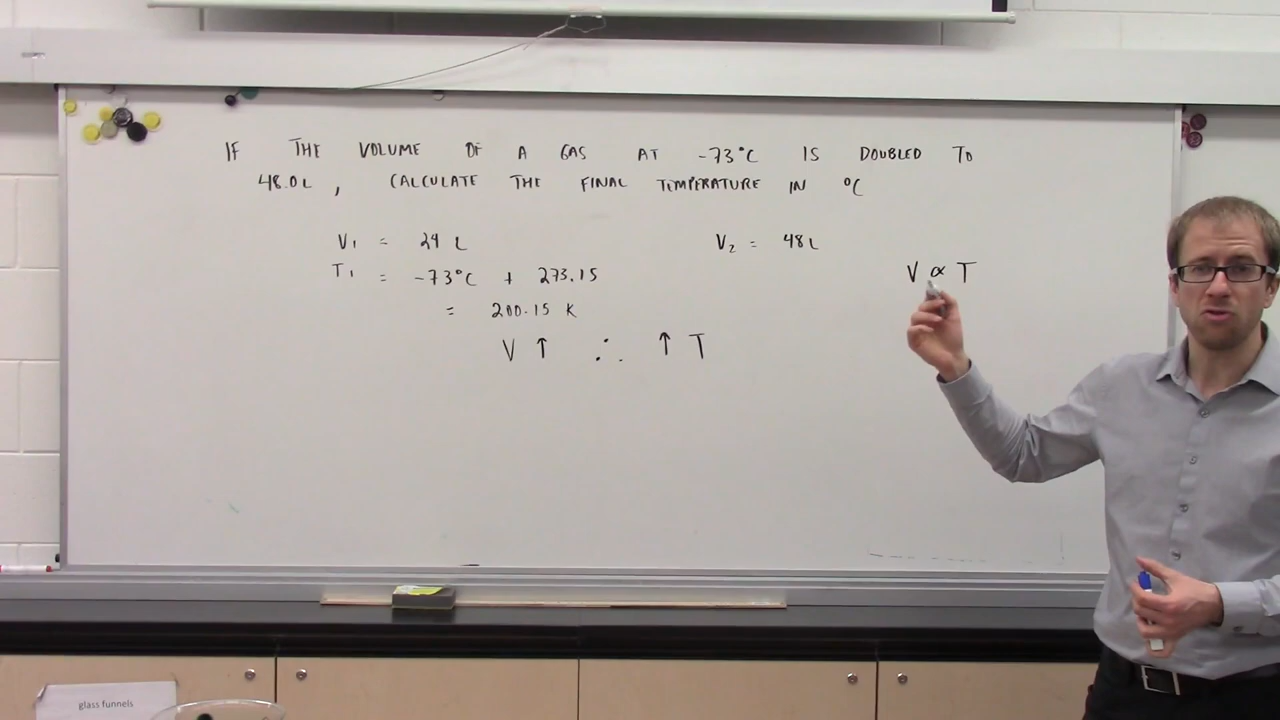 IF THE VOLUME OF A GAS AT -73°C IS DOUBLED TO
48.0L, CALCULATE THE FINAL TEMPERATURE IN °C
V₁ = 24 L
V₂ = 48L
T₁ = -73°C + 273.15
= 200.15 K
V ∝ T
V ↑ ∴ ↑ T
glass funnels